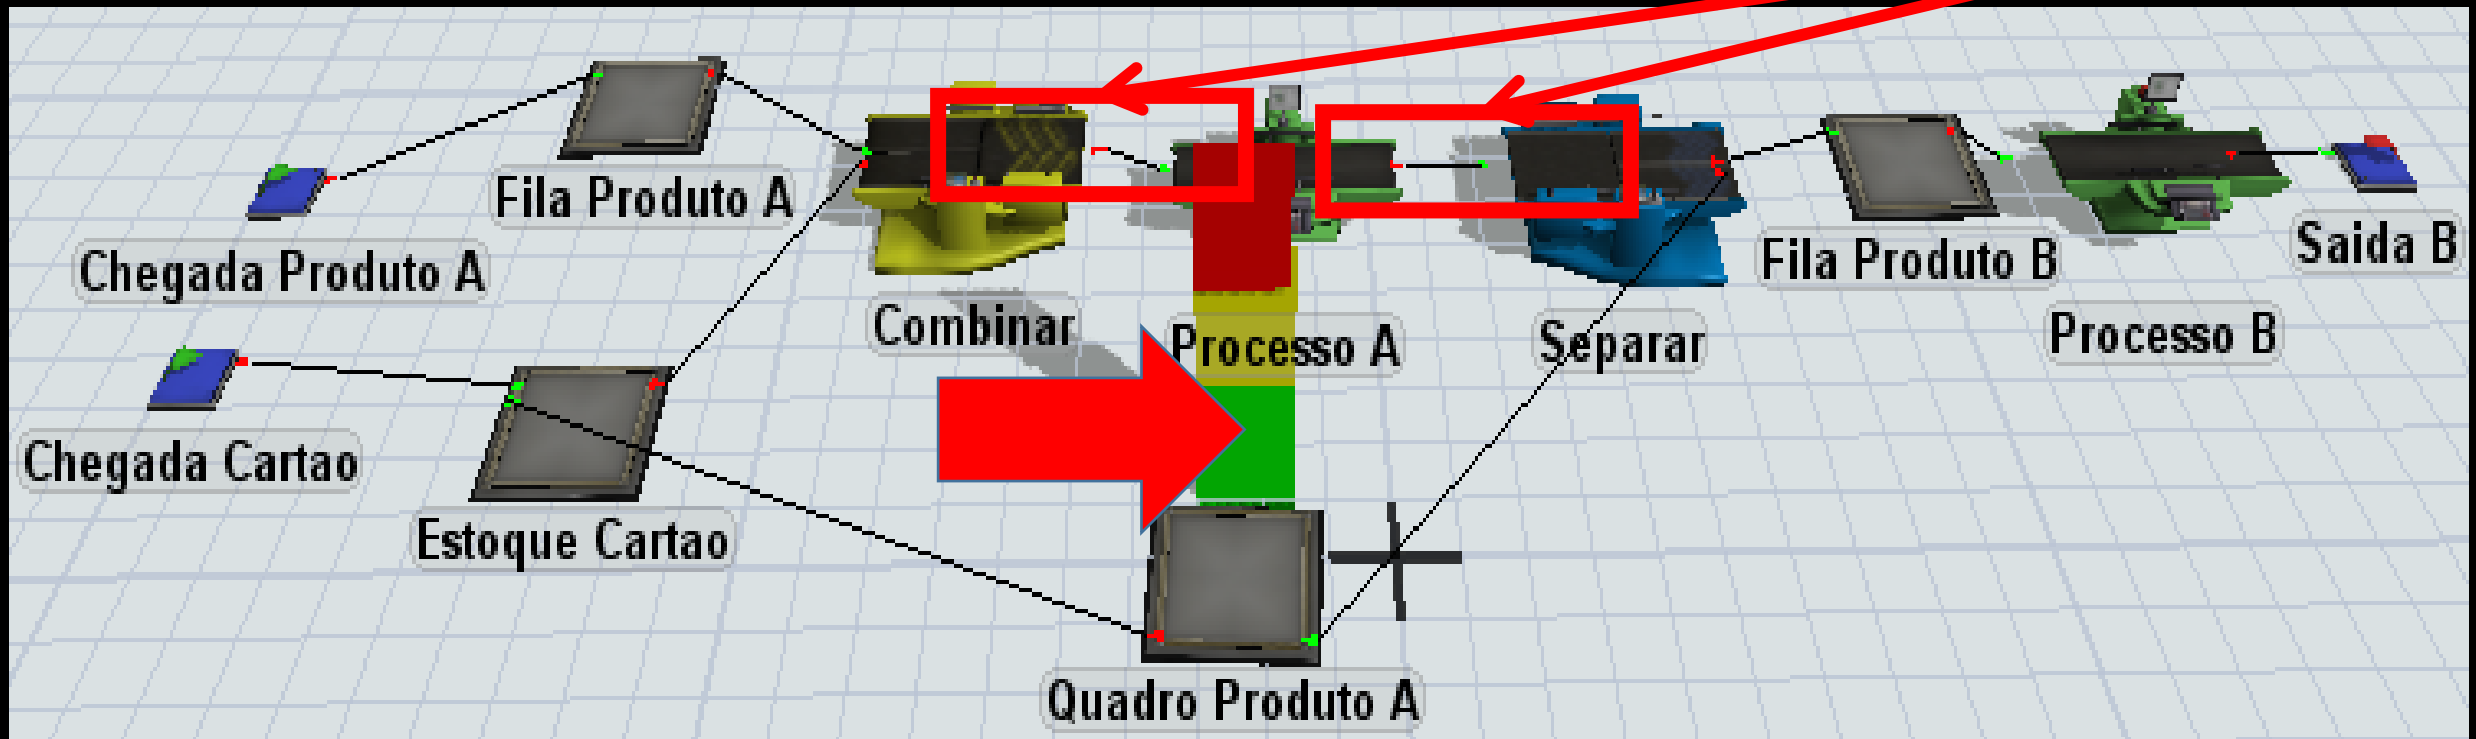 Chegada Produto A
Fila Produto A
Combinar
Processo A
Separar
Fila Produto B
Processo B
Saida B
Chegada Cartao
Estoque Cartao
Quadro Produto A